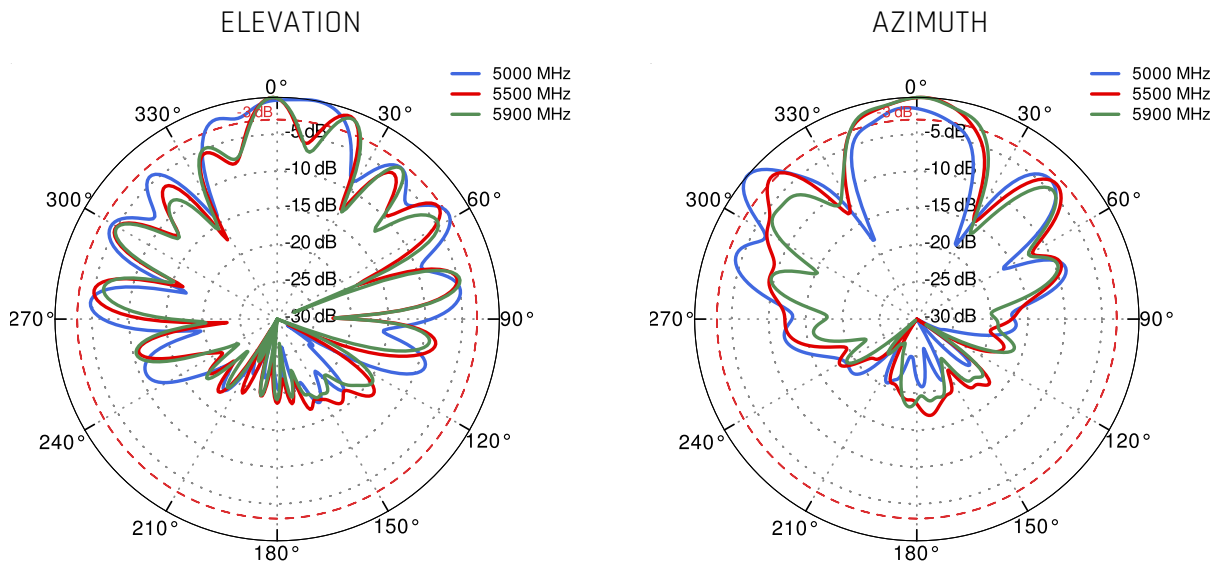 ELEVATION
5000 MHz
5500 MHz
5900 MHz
0°
330°
30°
-3 dB
-5 dB
-10 dB
300°
60°
-15 dB
-20 dB
-25 dB
-30 dB
270°
90°
240°
120°
210°
150°
180°
AZIMUTH
5000 MHz
5500 MHz
5900 MHz
0°
330°
30°
-3 dB
-5 dB
-10 dB
300°
60°
-15 dB
-20 dB
-25 dB
-30 dB
270°
90°
240°
120°
210°
150°
180°